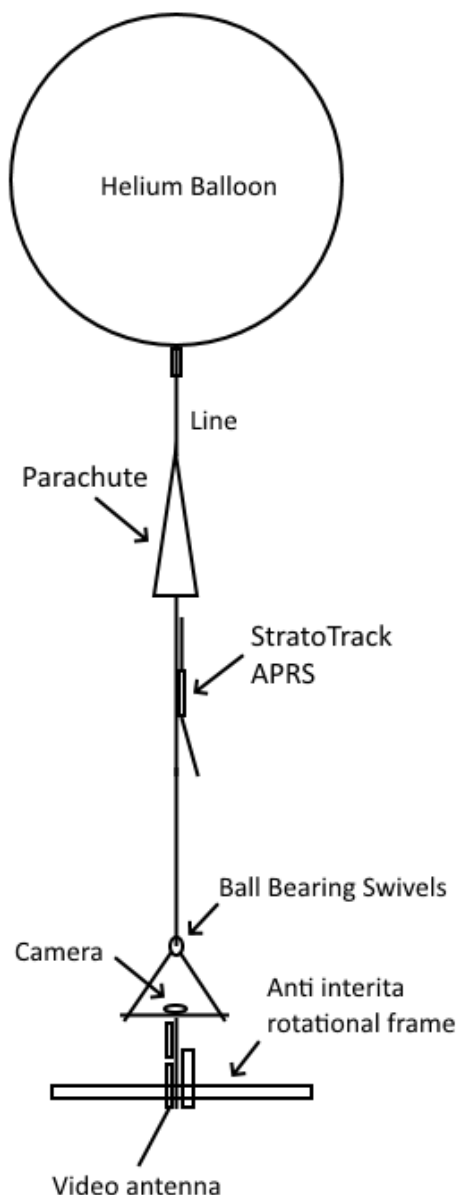 Helium Balloon
Line
Parachute
StratoTrack
APRS
Ball Bearing Swivels
Camera
Anti interita
rotational frame
Video antenna